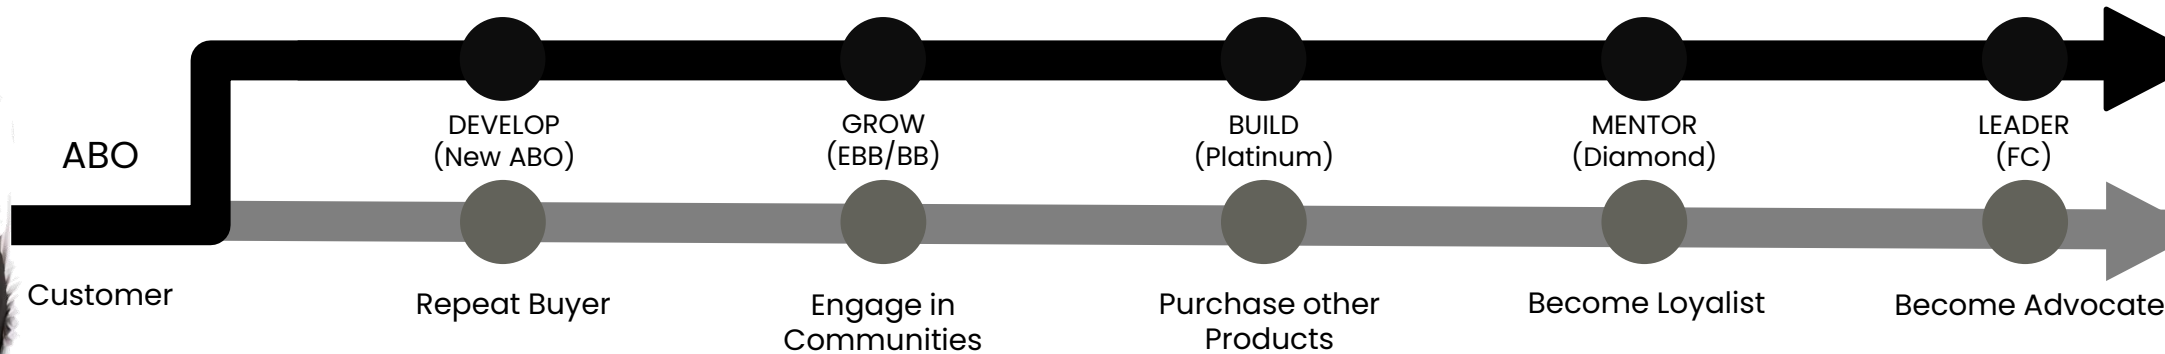 ABO
DEVELOP
(New ABO)
GROW
(EBB/BB)
BUILD
(Platinum)
MENTOR
(Diamond)
LEADER
(FC)
Customer
Repeat Buyer
Engage in
Communities
Purchase other
Products
Become Loyalist
Become Advocate